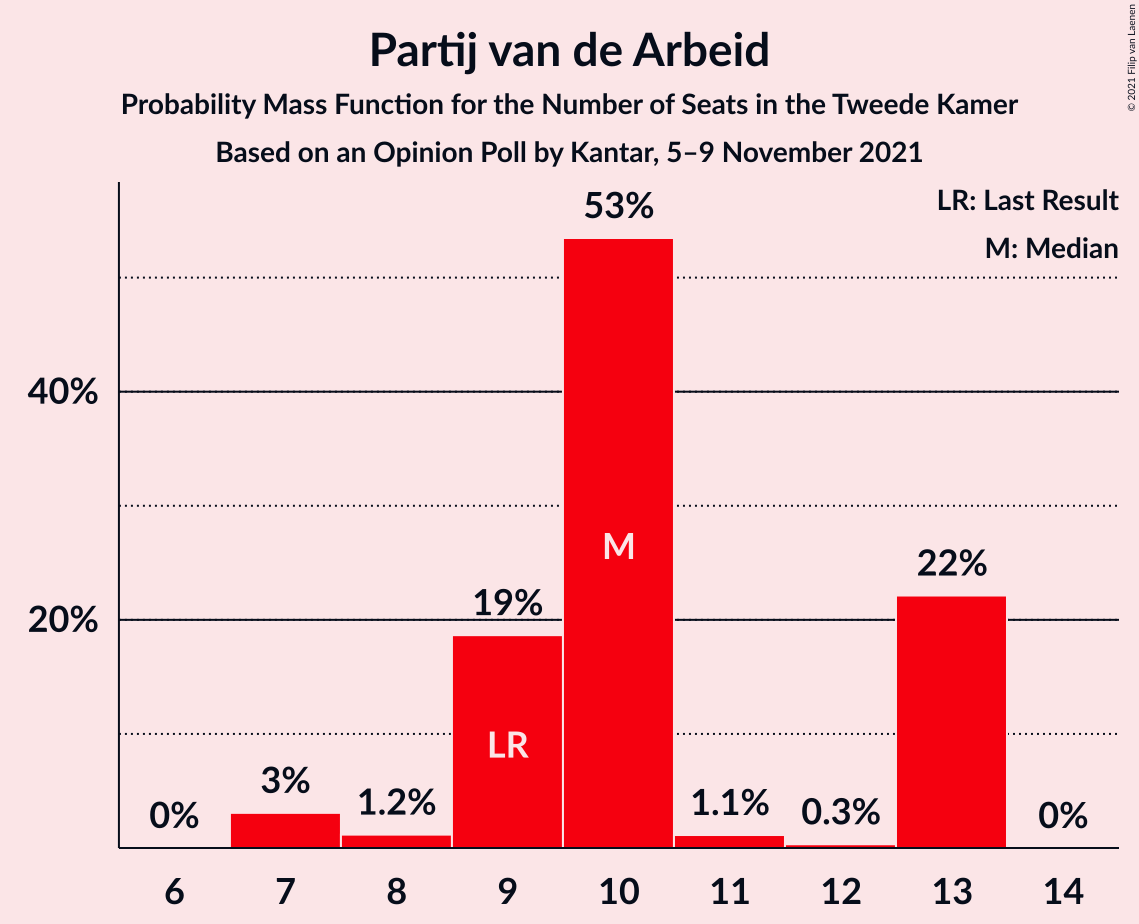 Partij van de Arbeid
Probability Mass Function for the Number of Seats in the Tweede Kamer
Based on an Opinion Poll by Kantar, 5–9 November 2021
© 2021 Filip van Laenen
LR: Last Result
M: Median
40%
20%
0%
3%
1.2%
19%
53%
1.1%
0.3%
22%
0%
LR
M
6 7 8 9 10 11 12 13 14